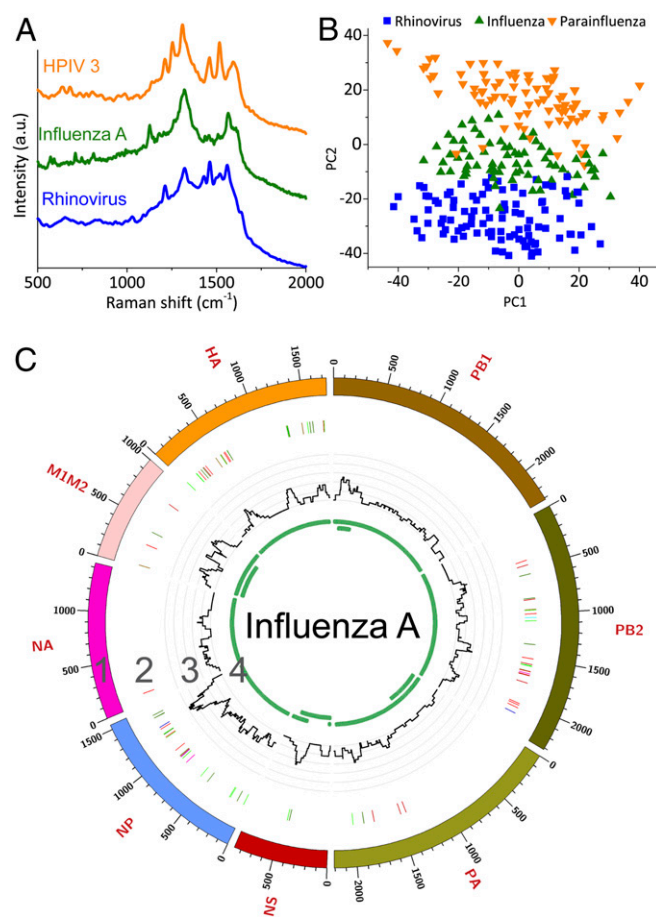 A
HPIV 3
Influenza A
Rhinovirus
Intensity (a.u.)
500 1000 1500 2000
Raman shift (cm-1)
B
Rhinovirus Influenza Parainfluenza
40
20
0
-20
-40
PC2
-40 -20 0 20 40
PC1
C
HA
0 500 1000 1500
PB1
0 500 1000 1500 2000
PB2
0 500 1000 1500 2000
PA
0 500 1000 1500 2000
NS
0 500
NP
0 500 1000 1500
NA
0 500 1000
M1M2
0 500 1000
1 2 3 4
Influenza A